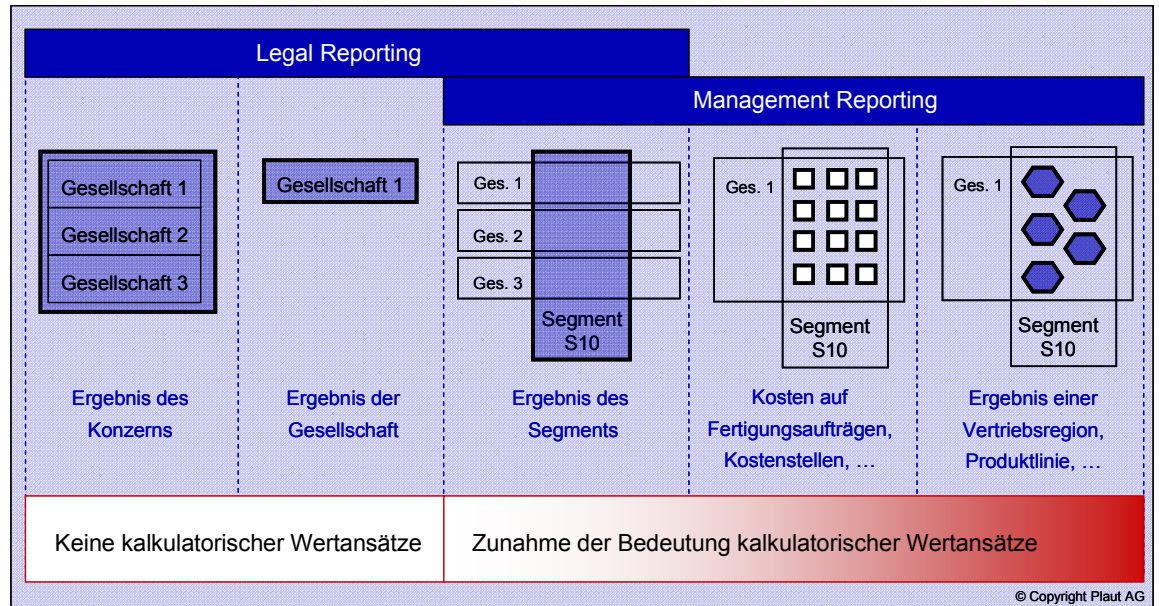 Legal Reporting
Management Reporting
Gesellschaft 1
Gesellschaft 2
Gesellschaft 3
Ergebnis des
Konzerns
Gesellschaft 1
Ergebnis der
Gesellschaft
Ges. 1
Ges. 2
Ges. 3
Segment
S10
Ergebnis des
Segments
Ges. 1
Segment
S10
Kosten auf
Fertigungsaufträgen,
Kostenstellen, …
Ges. 1
Segment
S10
Ergebnis einer
Vertriebsregion,
Produktlinie, …
Keine kalkulatorischer Wertansätze
Zunahme der Bedeutung kalkulatorischer Wertansätze
© Copyright Plaut AG